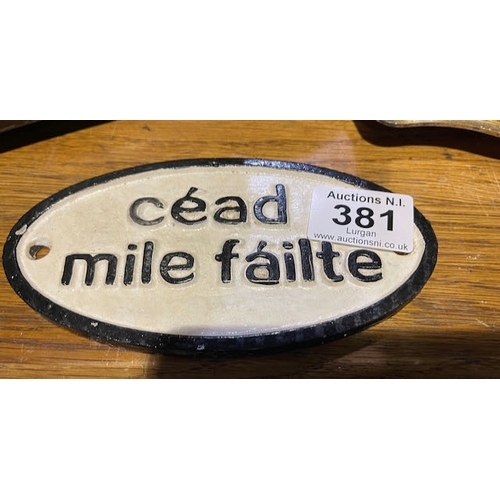 céad
mile fáilte
Auctions N.I.
381
Lurgan
www.auctionsni.co.uk